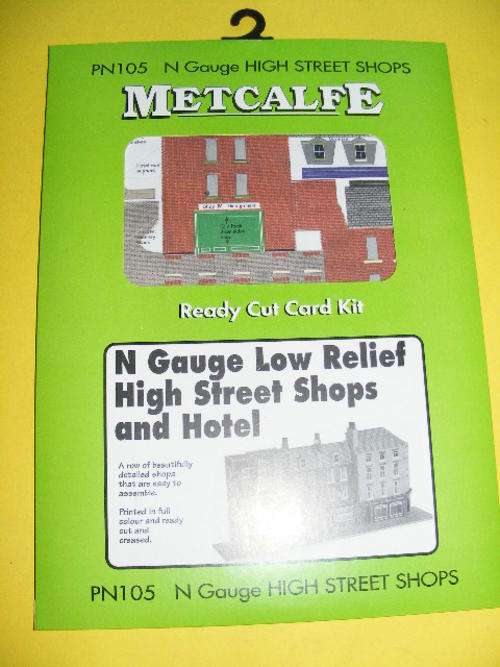 PN105 N Gauge HIGH STREET SHOPS
METCALFE
Ready Cut Card Kit
N Gauge Low Relief
High Street Shops
and Hotel
A row of beautifully
detailed shops
that are easy to
assemble.
Printed in full
colour and ready
cut and
creased.
PN105 N Gauge HIGH STREET SHOPS